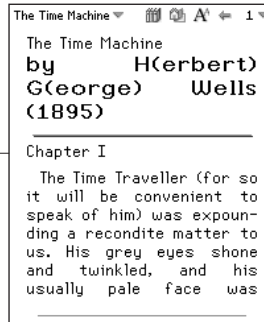 The Time Machine 1
The Time Machine
by H(erbert)
G(eorge) Wells
(1895)
Chapter I
The Time Traveller (for so
it will be convenient to
speak of him) was expoun-
ding a recondite matter to
us. His grey eyes shone
and twinkled, and his
usually pale face was